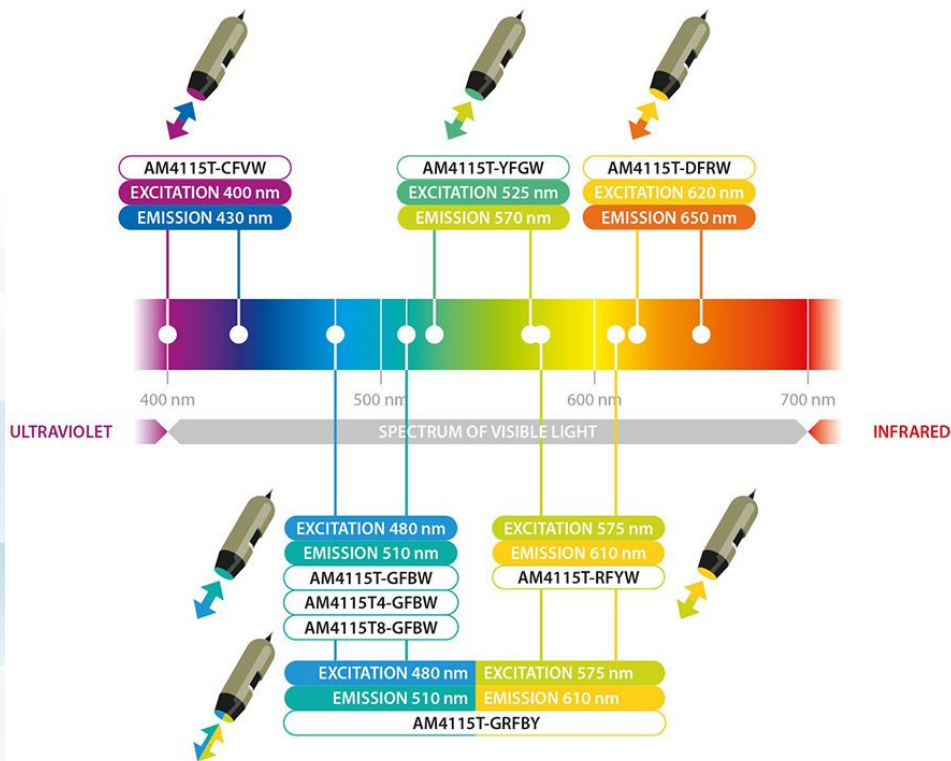 AM4115T-CFVW
EXCITATION 400 nm
EMISSION 430 nm
AM4115T-YFGW
EXCITATION 525 nm
EMISSION 570 nm
AM4115T-DFRW
EXCITATION 620 nm
EMISSION 650 nm
400 nm
500 nm
600 nm
700 nm
ULTRAVIOLET
SPECTRUM OF VISIBLE LIGHT
INFRARED
EXCITATION 480 nm
EMISSION 510 nm
AM4115T-GFBW
AM4115T4-GFBW
AM4115T8-GFBW
EXCITATION 575 nm
EMISSION 610 nm
AM4115T-RFYW
EXCITATION 480 nm EXCITATION 575 nm
EMISSION 510 nm EMISSION 610 nm
AM4115T-GRFBY